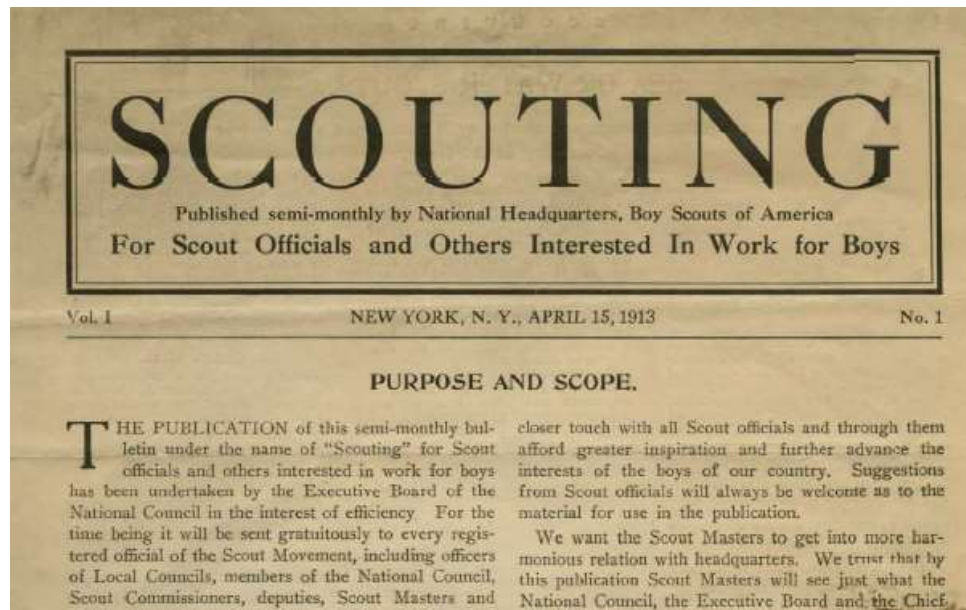 SCOUTING
Published semi-monthly by National Headquarters, Boy Scouts of America
For Scout Officials and Others Interested In Work for Boys
Vol. I
NEW YORK, N. Y., APRIL 15, 1913
No. 1
PURPOSE AND SCOPE.
THE PUBLICATION of this semi-monthly bul-
letin under the name of "Scouting" for Scout
officials and others interested in work for boys
has been undertaken by the Executive Board of the
National Council in the interest of efficiency For the
time being it will be sent gratuitously to every regis-
tered official of the Scout Movement, including officers
of Local Councils, members of the National Council,
Scout Commissioners, deputies, Scout Masters and
closer touch with all Scout officials and through them
afford greater inspiration and further advance the
interests of the boys of our country. Suggestions
from Scout officials will always be welcome as to the
material for use in the publication.
We want the Scout Masters to get into more har-
monious relation with headquarters. We trust that by
this publication Scout Masters will see just what the
National Council, the Executive Board and the Chief